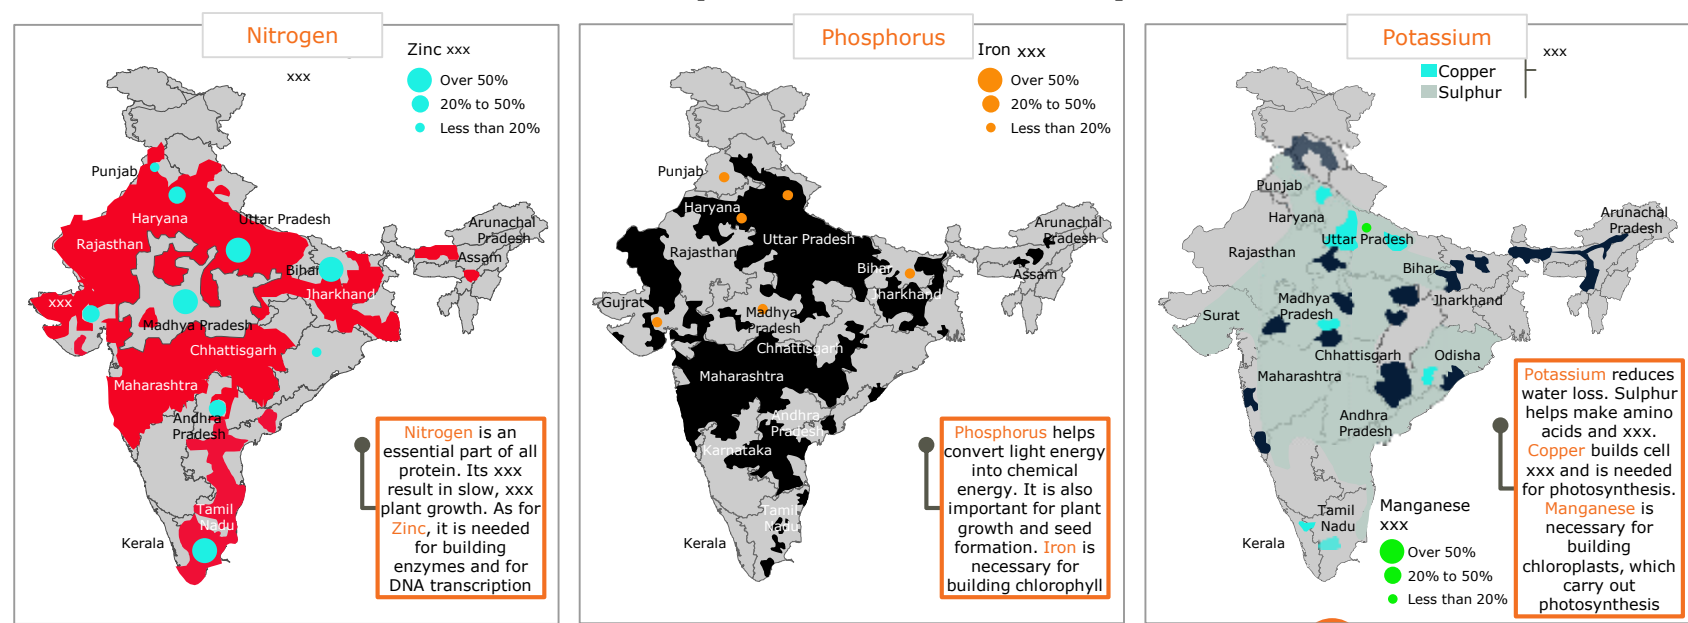 Nitrogen
Zinc xxx
xxx
Over 50%
20% to 50%
Less than 20%
Punjab
Haryana
Uttar Pradesh
Rajasthan
Arunachal
Pradesh
Assam
Bihar
Jharkhand
xxx
Madhya Pradesh
Chhattisgarh
Maharashtra
Andhra
Pradesh
Tamil
Nadu
Kerala
Nitrogen is an
essential part of all
protein. Its xxx
result in slow, xxx
plant growth. As for
Zinc, it is needed
for building
enzymes and for
DNA transcription
Phosphorus
Iron xxx
Over 50%
20% to 50%
Less than 20%
Punjab
Haryana
Uttar Pradesh
Rajasthan
Arunachal
Pradesh
Assam
Bihar
Jharkhand
Gujrat
Madhya
Pradesh
Chhattisgarh
Maharashtra
Andhra
Pradesh
Karnataka
Tamil
Nadu
Kerala
Phosphorus helps
convert light energy
into chemical
energy. It is also
important for plant
growth and seed
formation. Iron is
necessary for
building chlorophyll
Potassium
xxx
Copper
Sulphur
Punjab
Haryana
Uttar Pradesh
Rajasthan
Arunachal
Pradesh
Bihar
Jharkhand
Madhya
Pradesh
Surat
Chhattisgarh
Odisha
Maharashtra
Andhra
Pradesh
Tamil
Nadu
Kerala
Manganese
xxx
Over 50%
20% to 50%
Less than 20%
Potassium reduces
water loss. Sulphur
helps make amino
acids and xxx.
Copper builds cell
xxx and is needed
for photosynthesis.
Manganese is
necessary for
building
chloroplasts, which
carry out
photosynthesis